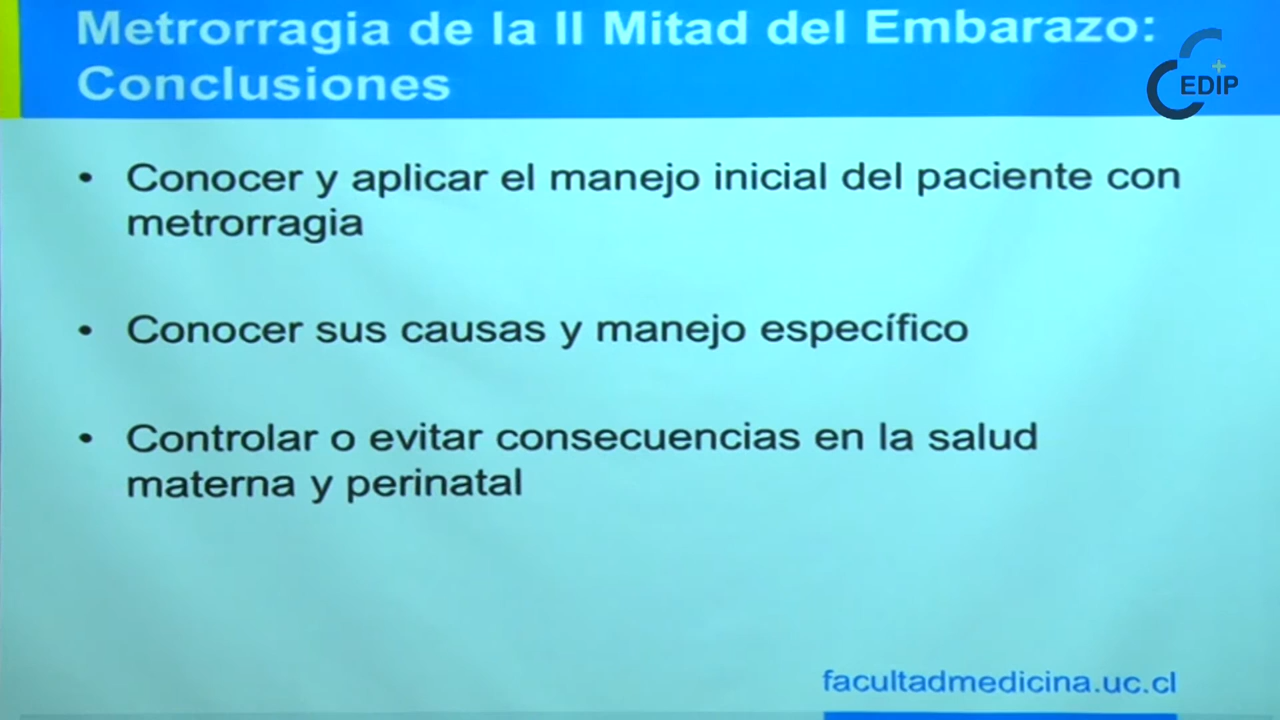 Metrorragia de la II Mitad del Embarazo:
Conclusiones
EDIP
• Conocer y aplicar el manejo inicial del paciente con
metrorragia
• Conocer sus causas y manejo específico
• Controlar o evitar consecuencias en la salud
materna y perinatal
facultadmedicina.uc.cl